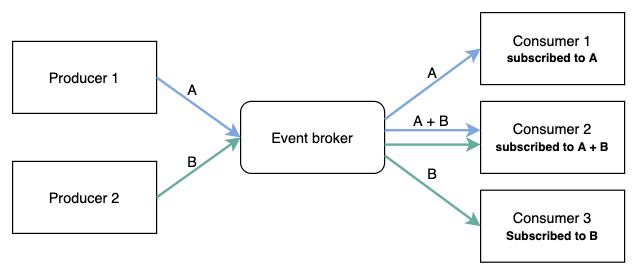 Producer 1
A
Producer 2
B
Event broker
A
A + B
B
Consumer 1
subscribed to A
Consumer 2
subscribed to A + B
Consumer 3
Subscribed to B